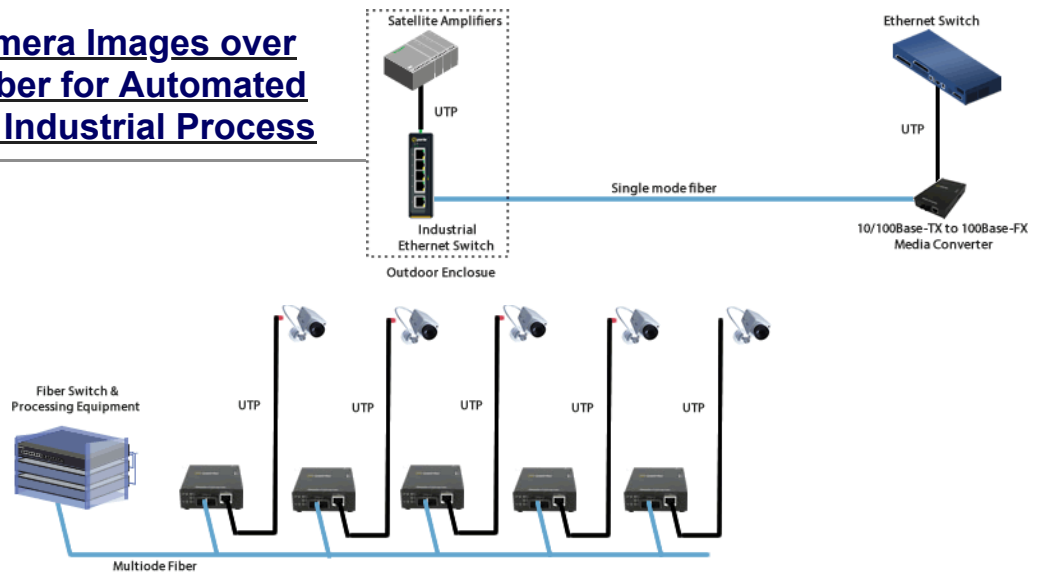 mera Images over
ber for Automated
Industrial Process
Satellite Amplifiers
UTP
Industrial
Ethernet Switch
Outdoor Enclosue
Single mode fiber
Ethernet Switch
UTP
10/100Base-TX to 100Base-FX
Media Converter
Fiber Switch &
Processing Equipment
UTP
UTP
UTP
UTP
UTP
Multiode Fiber